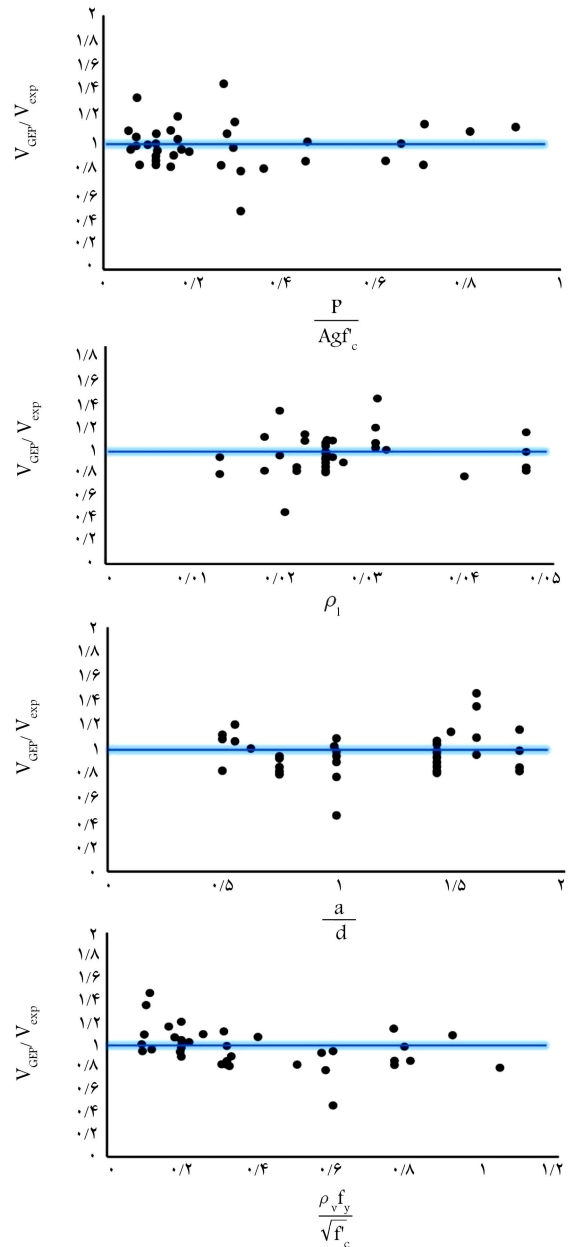 ۲
۱/۸
۱/۶
۱/۴
۱/۲
۱
۰/۸
۰/۶
۰/۴
۰/۲
۰
V_GEP/ V_exp
۰ ۰/۲ ۰/۴ ۰/۶ ۰/۸ ۱
P
Agf'_c
۱/۸
۱/۶
۱/۴
۱/۲
۱
۰/۸
۰/۶
۰/۴
۰/۲
۰
V_GEP/ V_exp
۰ ۰/۰۱ ۰/۰۲ ۰/۰۳ ۰/۰۴ ۰/۰۵
ρ_1
۲
۱/۸
۱/۶
۱/۴
۱/۲
۱
۰/۸
۰/۶
۰/۴
۰/۲
۰
V_GEP/ V_exp
۰/۵ ۱ ۱/۵ ۲
a
d
۲
۱/۸
۱/۶
۱/۴
۱/۲
۱
۰/۸
۰/۶
۰/۴
۰/۲
۰
V_GEP/ V_exp
۰ ۰/۲ ۰/۴ ۰/۶ ۰/۸ ۱ ۱/۲
ρ_v f_y
√f'_c